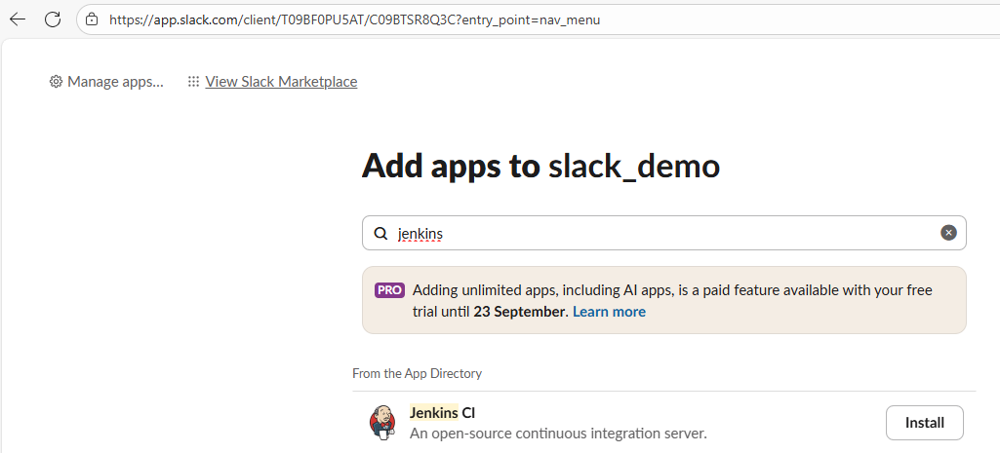 https://app.slack.com/client/T09BF0PU5AT/C09BTSR8Q3C?entry_point=nav_menu
Manage apps... View Slack Marketplace
Add apps to slack_demo
jenkins
PRO Adding unlimited apps, including AI apps, is a paid feature available with your free
trial until 23 September. Learn more
From the App Directory
Jenkins CI
An open-source continuous integration server.
Install